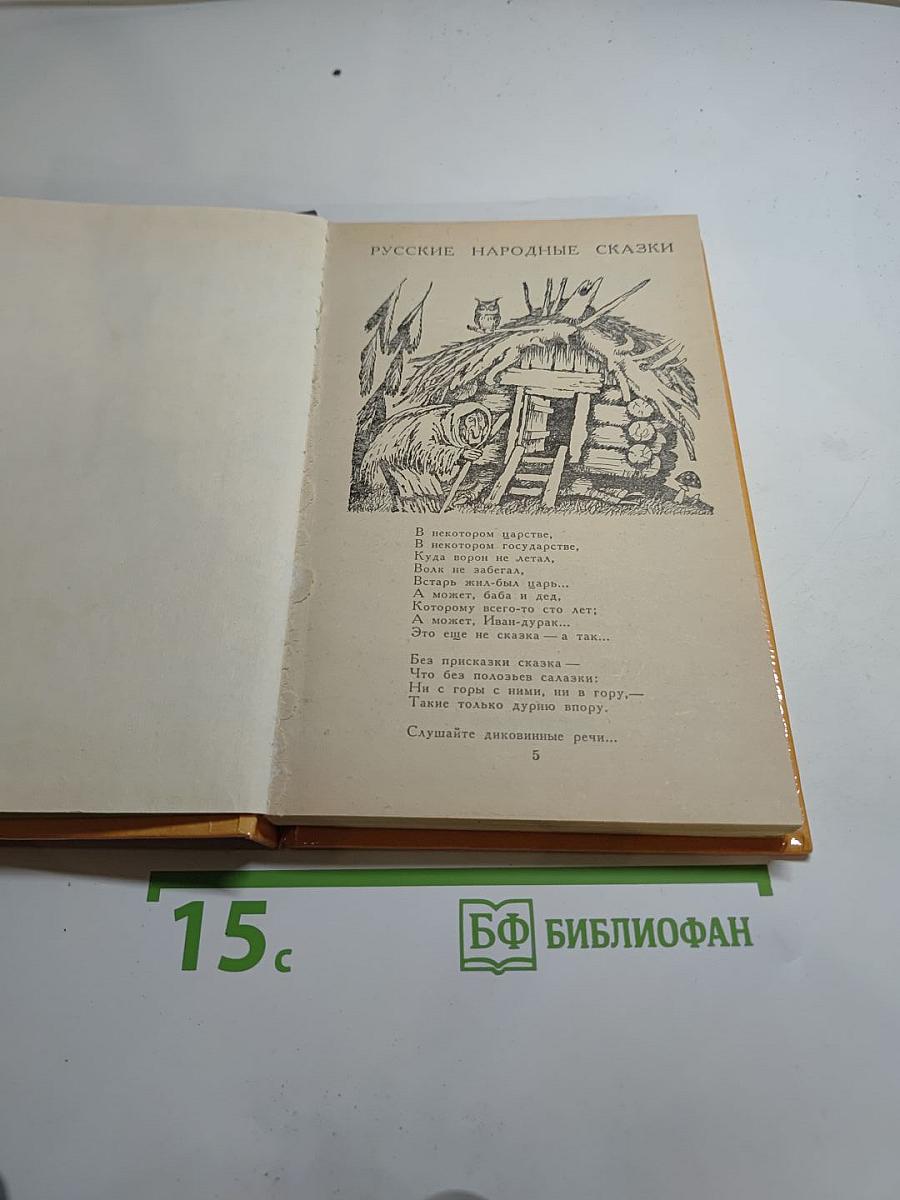 РУССКИЕ НАРОДНЫЕ СКАЗКИ
В некотором царстве,
В некотором государстве,
Куда ворон не летал,
Волк не забегал,
Встарь жил-был царь...
А может, баба и дед,
Которому всего-то сто лет;
А может, Иван-дурак...
Это еще не сказка — а так...
Без присказки сказка —
Что без полозьев салазки:
Ни с горы с ними, ни в гору,—
Такие только дурню впору.
Слушайте диковинные речи...
5
15 с
БФ БИБЛИОФАН